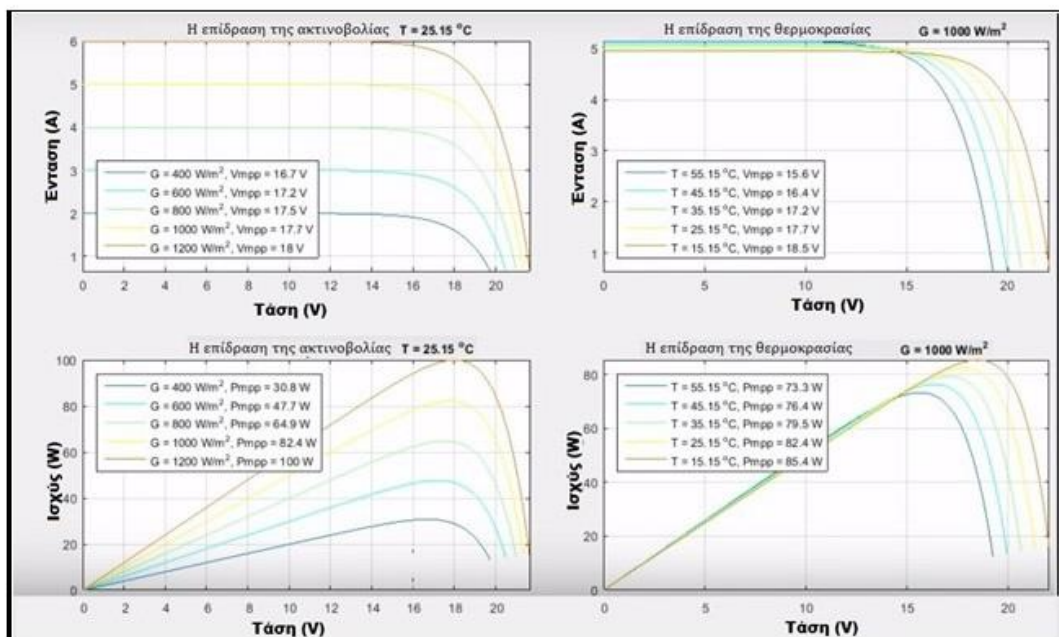 Η επίδραση της ακτινοβολίας T = 25.15 °C
Ένταση (A)
6
5
4
3
2
1
G = 400 W/m², Vmpp = 16.7 V
G = 600 W/m², Vmpp = 17.2 V
G = 800 W/m², Vmpp = 17.5 V
G = 1000 W/m², Vmpp = 17.7 V
G = 1200 W/m², Vmpp = 18 V
0 2 4 6 8 10 12 14 16 18 20
Τάση (V)
Η επίδραση της θερμοκρασίας G = 1000 W/m²
Ένταση (A)
5
4
3
2
1
T = 55.15 °C, Vmpp = 15.6 V
T = 45.15 °C, Vmpp = 16.4 V
T = 35.15 °C, Vmpp = 17.2 V
T = 25.15 °C, Vmpp = 17.7 V
T = 15.15 °C, Vmpp = 18.5 V
0 5 10 15 20
Τάση (V)
Η επίδραση της ακτινοβολίας T = 25.15 °C
Ισχύς (W)
100
80
60
40
20
0
G = 400 W/m², Pmpp = 30.8 W
G = 600 W/m², Pmpp = 47.7 W
G = 800 W/m², Pmpp = 64.9 W
G = 1000 W/m², Pmpp = 82.4 W
G = 1200 W/m², Pmpp = 100 W
0 2 4 6 8 10 12 14 16 18 20
Τάση (V)
Η επίδραση της θερμοκρασίας G = 1000 W/m²
Ισχύς (W)
80
60
40
20
0
T = 55.15 °C, Pmpp = 73.3 W
T = 45.15 °C, Pmpp = 76.4 W
T = 35.15 °C, Pmpp = 79.5 W
T = 25.15 °C, Pmpp = 82.4 W
T = 15.15 °C, Pmpp = 85.4 W
0 5 10 15 20
Τάση (V)